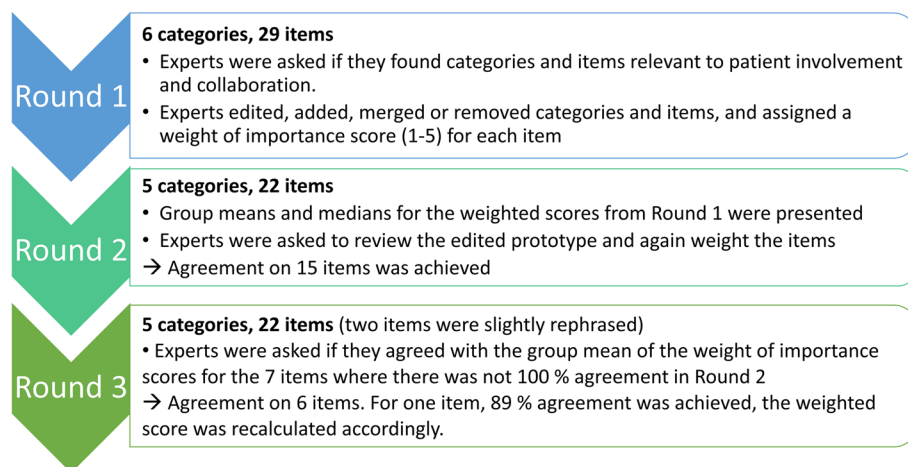 Round 1
6 categories, 29 items
• Experts were asked if they found categories and items relevant to patient involvement
and collaboration.
• Experts edited, added, merged or removed categories and items, and assigned a
weight of importance score (1-5) for each item
Round 2
5 categories, 22 items
• Group means and medians for the weighted scores from Round 1 were presented
• Experts were asked to review the edited prototype and again weight the items
→ Agreement on 15 items was achieved
Round 3
5 categories, 22 items (two items were slightly rephrased)
• Experts were asked if they agreed with the group mean of the weight of importance
scores for the 7 items where there was not 100 % agreement in Round 2
→ Agreement on 6 items. For one item, 89 % agreement was achieved, the weighted
score was recalculated accordingly.